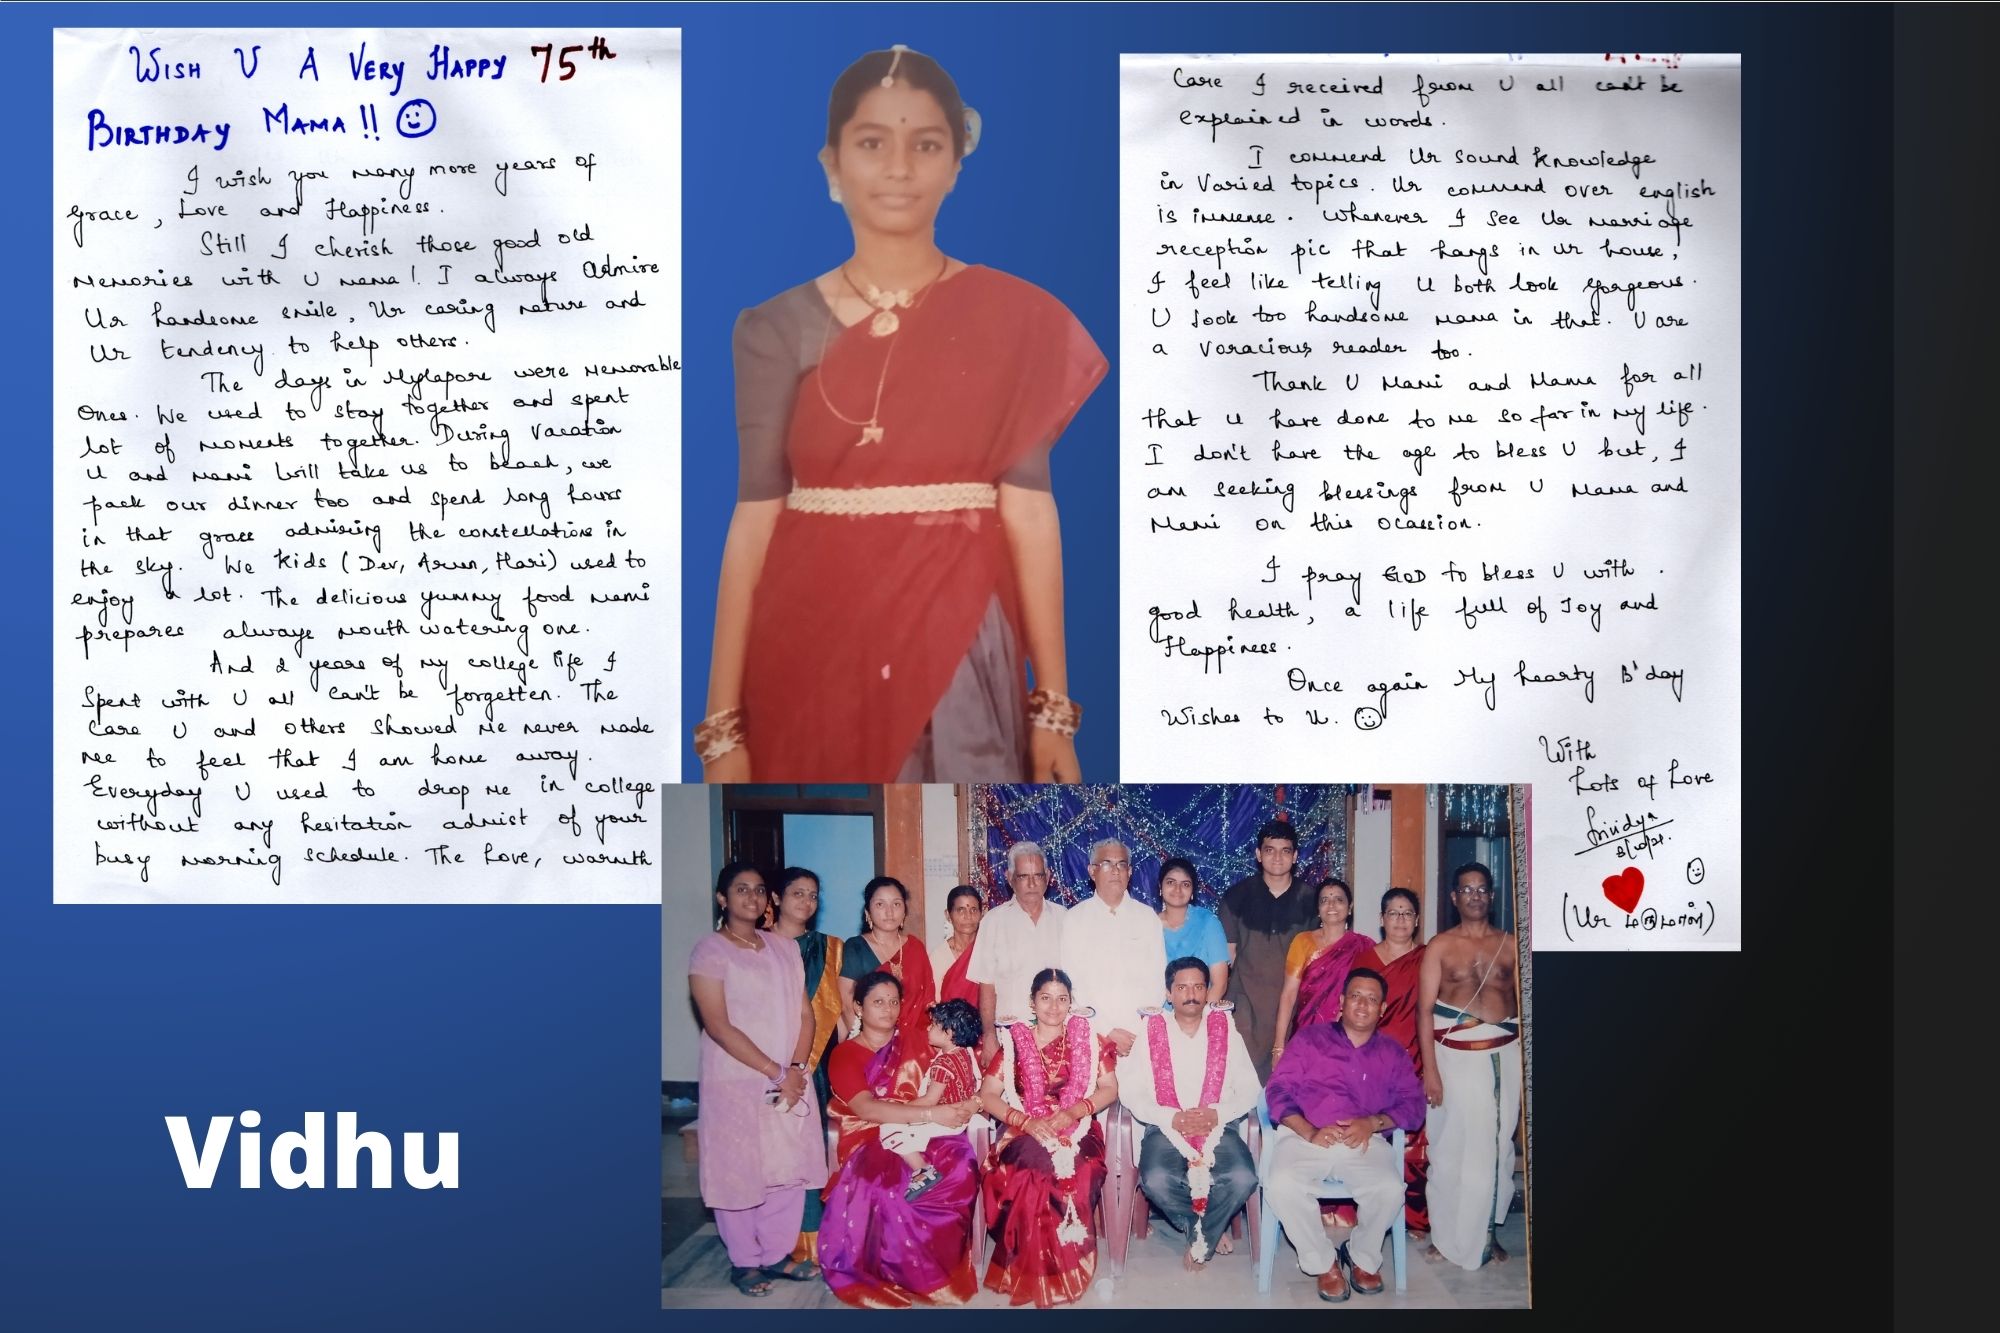 Wish U A Very Happy 75th
Birthday Mama!!
I wish you many more years of
grace, Love and Happiness.
Still I cherish those good old
memories with U mama! I always admire
Ur handsome smile, Ur caring nature and
Ur tendency to help others.
The days in Mylapore were memorable
Ones. We used to stay together and spent
lot of moments together. During vacation
U and mami will take us to beach, we
pack our dinner too and spend long hours
in that grass admiring the constellations in
the sky. We kids (Dev, Arun, Hari) used to
enjoy a lot. The delicious yummy food mami
prepares always mouth watering one.
And 2 years of my college life I
spent with U all can't be forgetten. The
care U and others showed me never made
me to feel that I am home away.
Everyday U used to drop me in college
without any hesitation admist of your
busy morning schedule. The Love, warmth
Care I received from U all can't be
explained in words.
I commend Ur sound knowledge
in varied topics. Ur command over english
is immense. Whenever I see Ur marriage
reception pic that hangs in ur house,
I feel like telling U both look gorgeous.
U look too handsome mama in that. U are
a voracious reader too.
Thank U Mami and Mama for all
that U have done to me so far in my life.
I don't have the age to bless U but, I
am seeking blessings from U Mama and
Mami on this ocassion.
I pray GOD to bless U with
good health, a life full of Joy and
Happiness.
Once again My hearty B'day
Wishes to U.
With
Lots of Love
Srividya
(Ur மருமாள்)
Vidhu